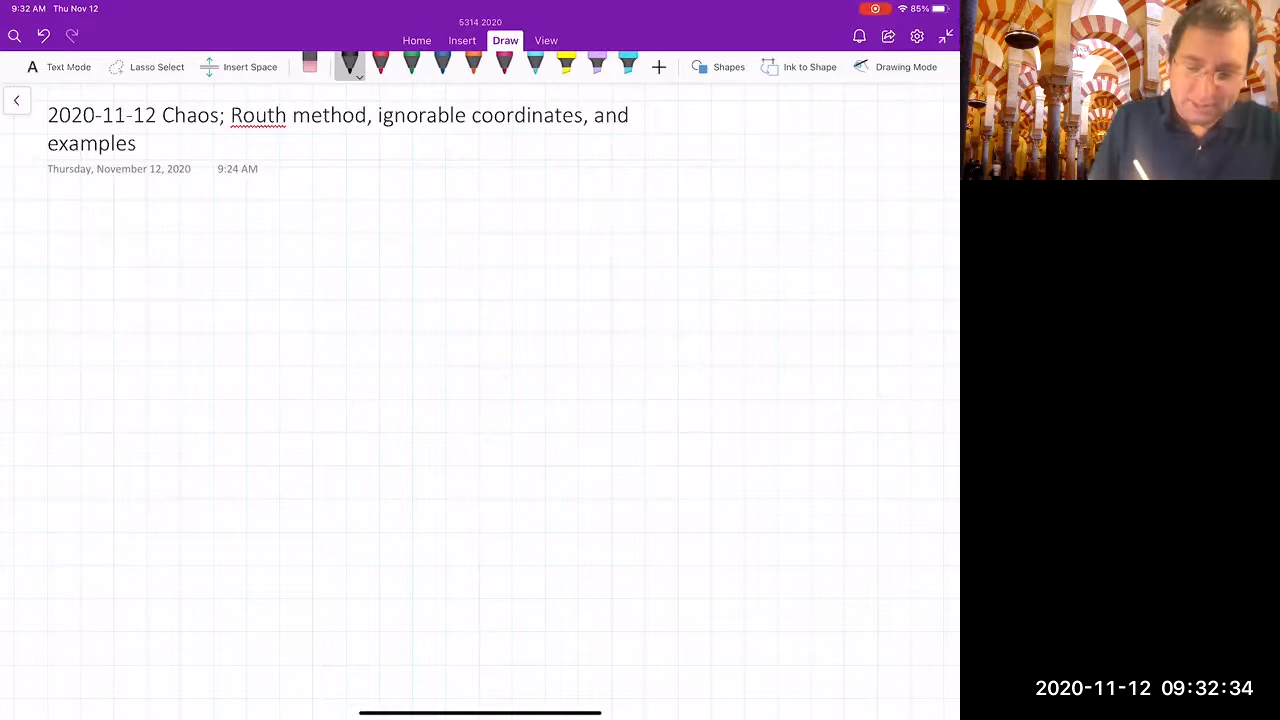 9:32 AM Thu Nov 12
85%
5314 2020
Home Insert Draw View
Text Mode Lasso Select Insert Space Shapes Ink to Shape Drawing Mode
2020-11-12 Chaos; Routh method, ignorable coordinates, and
examples
Thursday, November 12, 2020 9:24 AM
2020-11-12 09:32:34